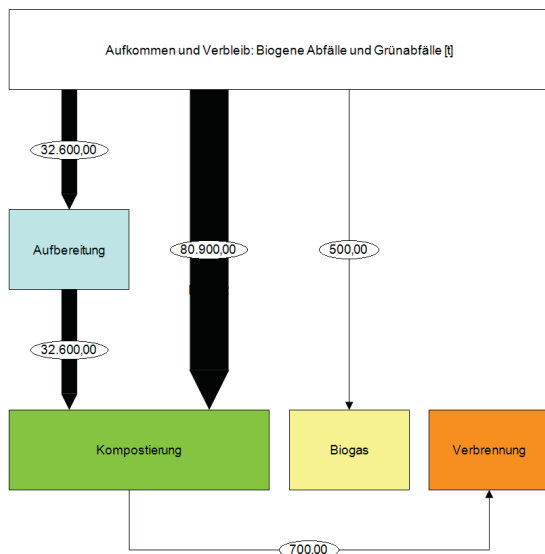 Aufkommen und Verbleib: Biogene Abfälle und Grünabfälle [t]
32.600,00
Aufbereitung
80.900,00
500,00
32.600,00
Kompostierung
Biogas
Verbrennung
700,00